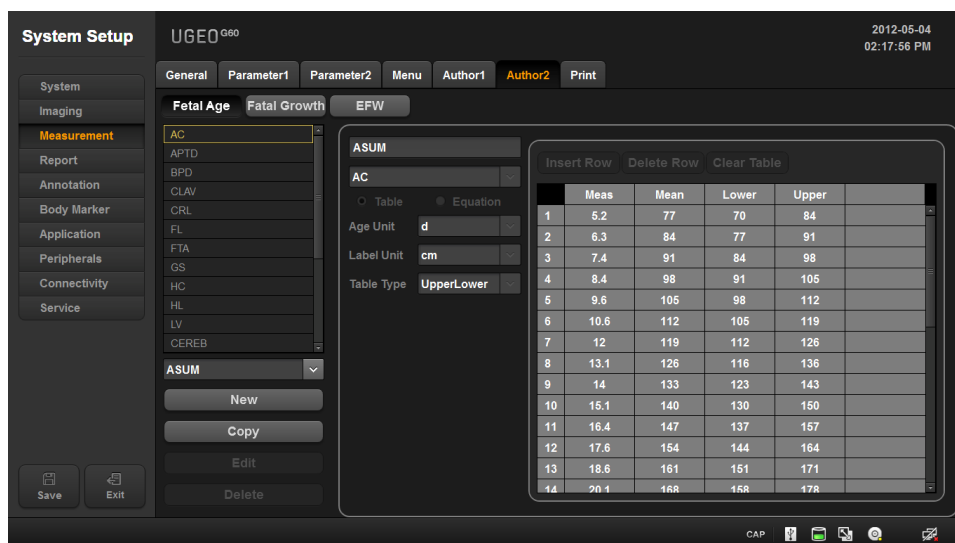 System Setup
UGEO G60
2012-05-04
02:17:56 PM
General Parameter1 Parameter2 Menu Author1 Author2 Print
Fetal Age Fatal Growth EFW
System
Imaging
Measurement
Report
Annotation
Body Marker
Application
Peripherals
Connectivity
Service
Save Exit
AC
APTD
BPD
CLAV
CRL
FL
FTA
GS
HC
HL
LV
CEREB
ASUM
New
Copy
Edit
Delete
ASUM
AC
Table Equation
Age Unit d
Label Unit cm
Table Type UpperLower
Insert Row Delete Row Clear Table
Meas Mean Lower Upper
1 5.2 77 70 84
2 6.3 84 77 91
3 7.4 91 84 98
4 8.4 98 91 105
5 9.6 105 98 112
6 10.6 112 105 119
7 12 119 112 126
8 13.1 126 116 136
9 14 133 123 143
10 15.1 140 130 150
11 16.4 147 137 157
12 17.6 154 144 164
13 18.6 161 151 171
14 20.1 168 158 178
CAP